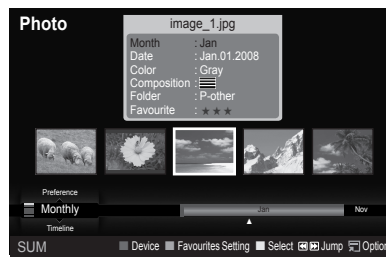 Photo
image_1.jpg
Month : Jan
Date : Jan.01.2008
Color : Gray
Composition :
Folder : P-other
Favourite : ★ ★ ★
Preference
Monthly
Jan
Nov
Timeline
SUM
Device
Favourites Setting
Select
Jump
Option